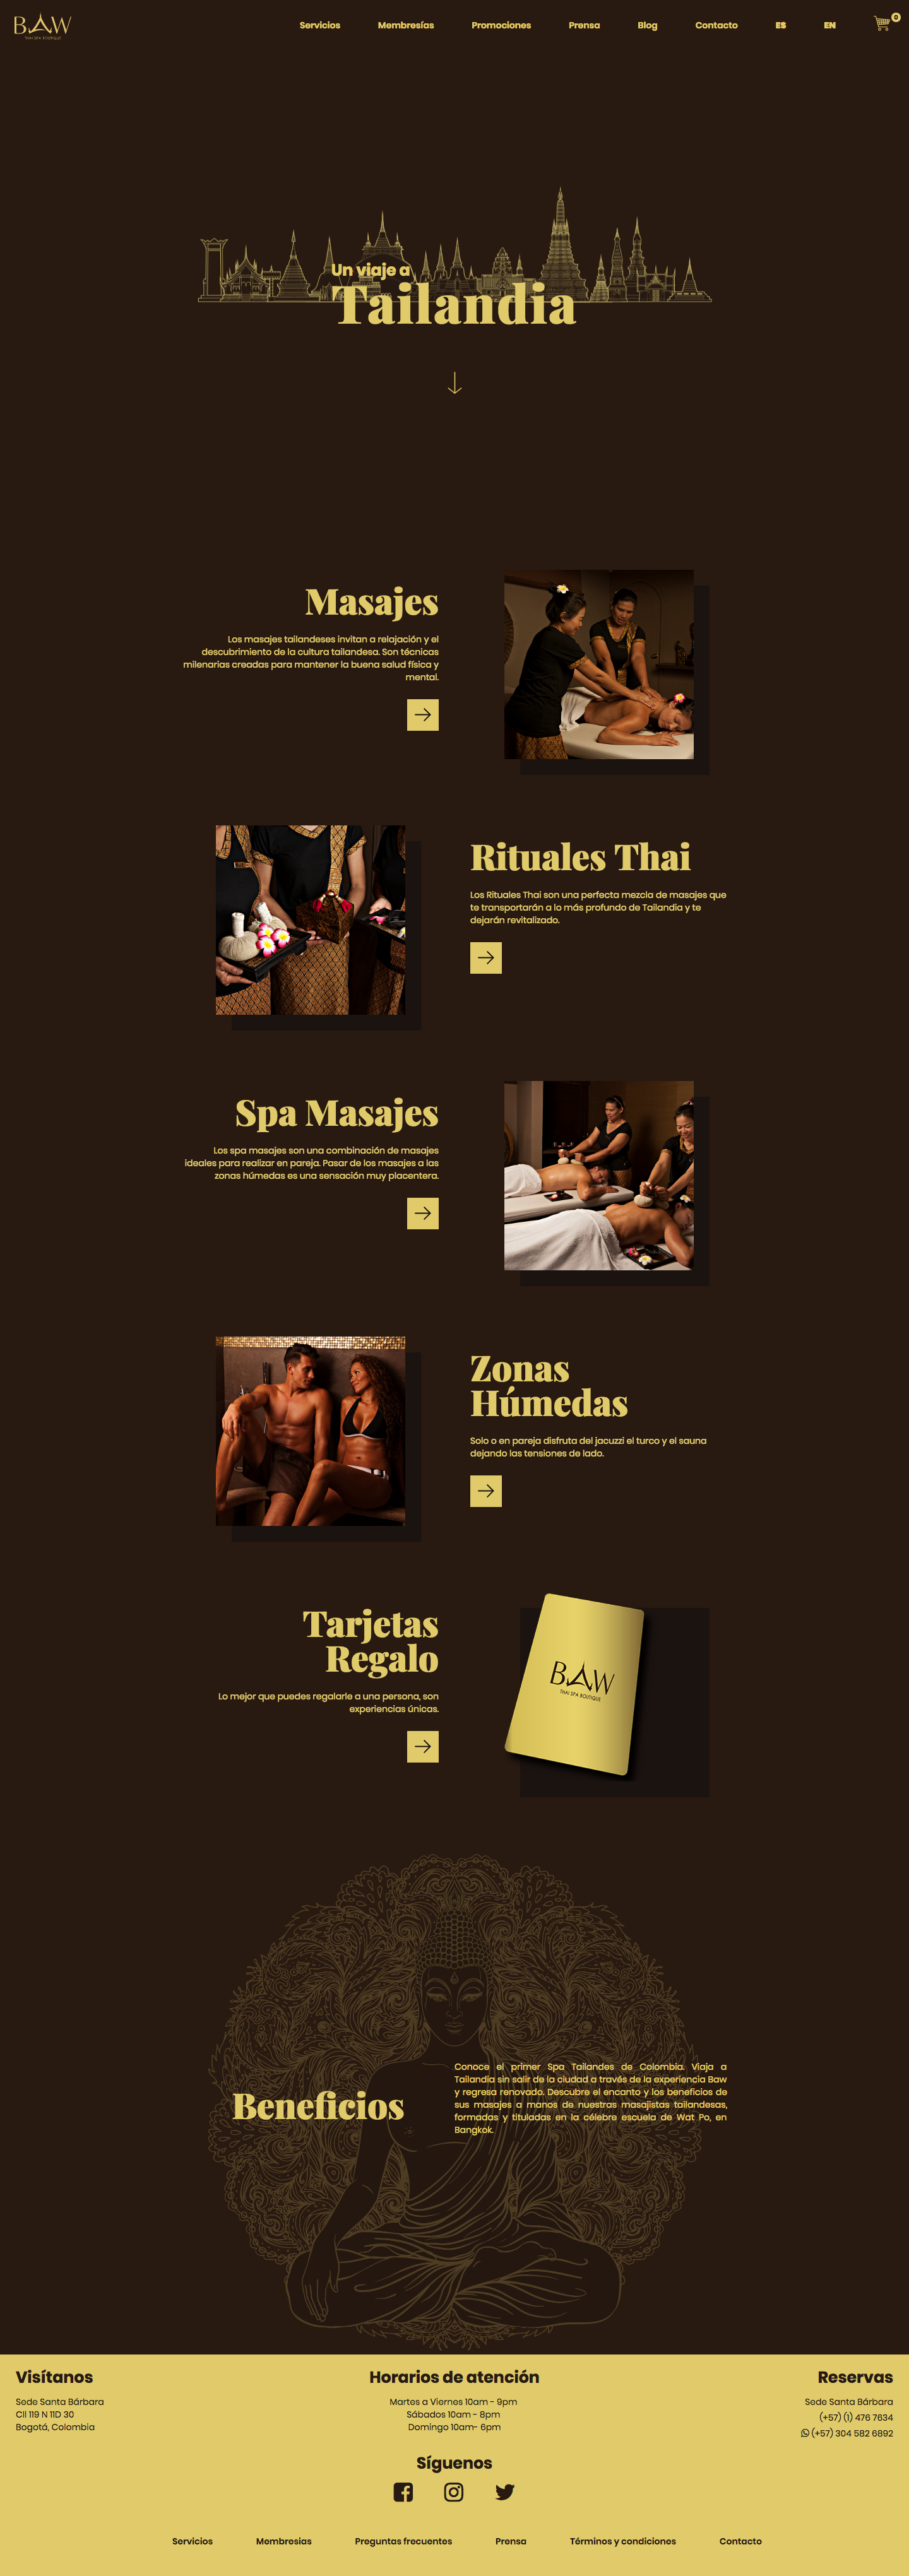 BAW
THAI SPA BOUTIQUE
Servicios
Membresías
Promociones
Prensa
Blog
Contacto
ES
EN
0
Un viaje a
Tailandia
Masajes
Los masajes tailandeses invitan a relajación y el
descubrimiento de la cultura tailandesa. Son técnicas
milenarias creadas para mantener la buena salud física y
mental.
Rituales Thai
Los Rituales Thai son una perfecta mezcla de masajes que
te transportarán a lo más profundo de Tailandia y te
dejarán revitalizado.
Spa Masajes
Los spa masajes son una combinación de masajes
ideales para realizar en pareja. Pasar de los masajes a las
zonas húmedas es una sensación muy placentera.
Zonas
Húmedas
Solo o en pareja disfruta del jacuzzi el turco y el sauna
dejando las tensiones de lado.
Tarjetas
Regalo
Lo mejor que puedes regalarle a una persona, son
experiencias únicas.
BAW
THAI SPA BOUTIQUE
Beneficios
Conoce el primer Spa Tailandes de Colombia. Viaja a
Tailandia sin salir de la ciudad a través de la experiencia Baw
y regresa renovado. Descubre el encanto y los beneficios de
sus masajes a manos de nuestras masajistas tailandesas,
formadas y tituladas en la célebre escuela de Wat Po, en
Bangkok.
Visítanos
Sede Santa Bárbara
Cll 119 N 11D 30
Bogotá, Colombia
Horarios de atención
Martes a Viernes 10am - 9pm
Sábados 10am - 8pm
Domingo 10am- 6pm
Reservas
Sede Santa Bárbara
(+57) (1) 476 7634
(+57) 304 582 6892
Síguenos
Servicios
Membresias
Preguntas frecuentes
Prensa
Términos y condiciones
Contacto